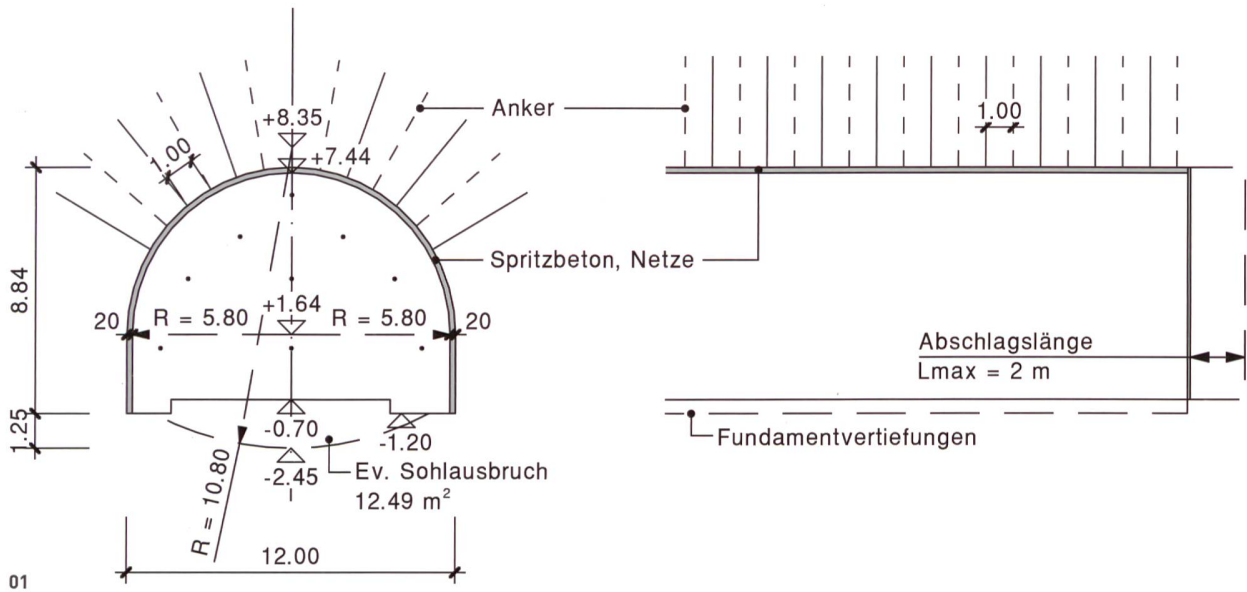 Anker
1.00
+8.35
+7.44
1.00
Spritzbeton, Netze
8.84
20
R = 5.80
+1.64
R = 5.80
20
Abschlagslänge
Lmax = 2 m
1.25
-0.70
-1.20
Fundamentvertiefungen
-2.45
Ev. Sohlausbruch
12.49 m²
R = 10.80
12.00
01